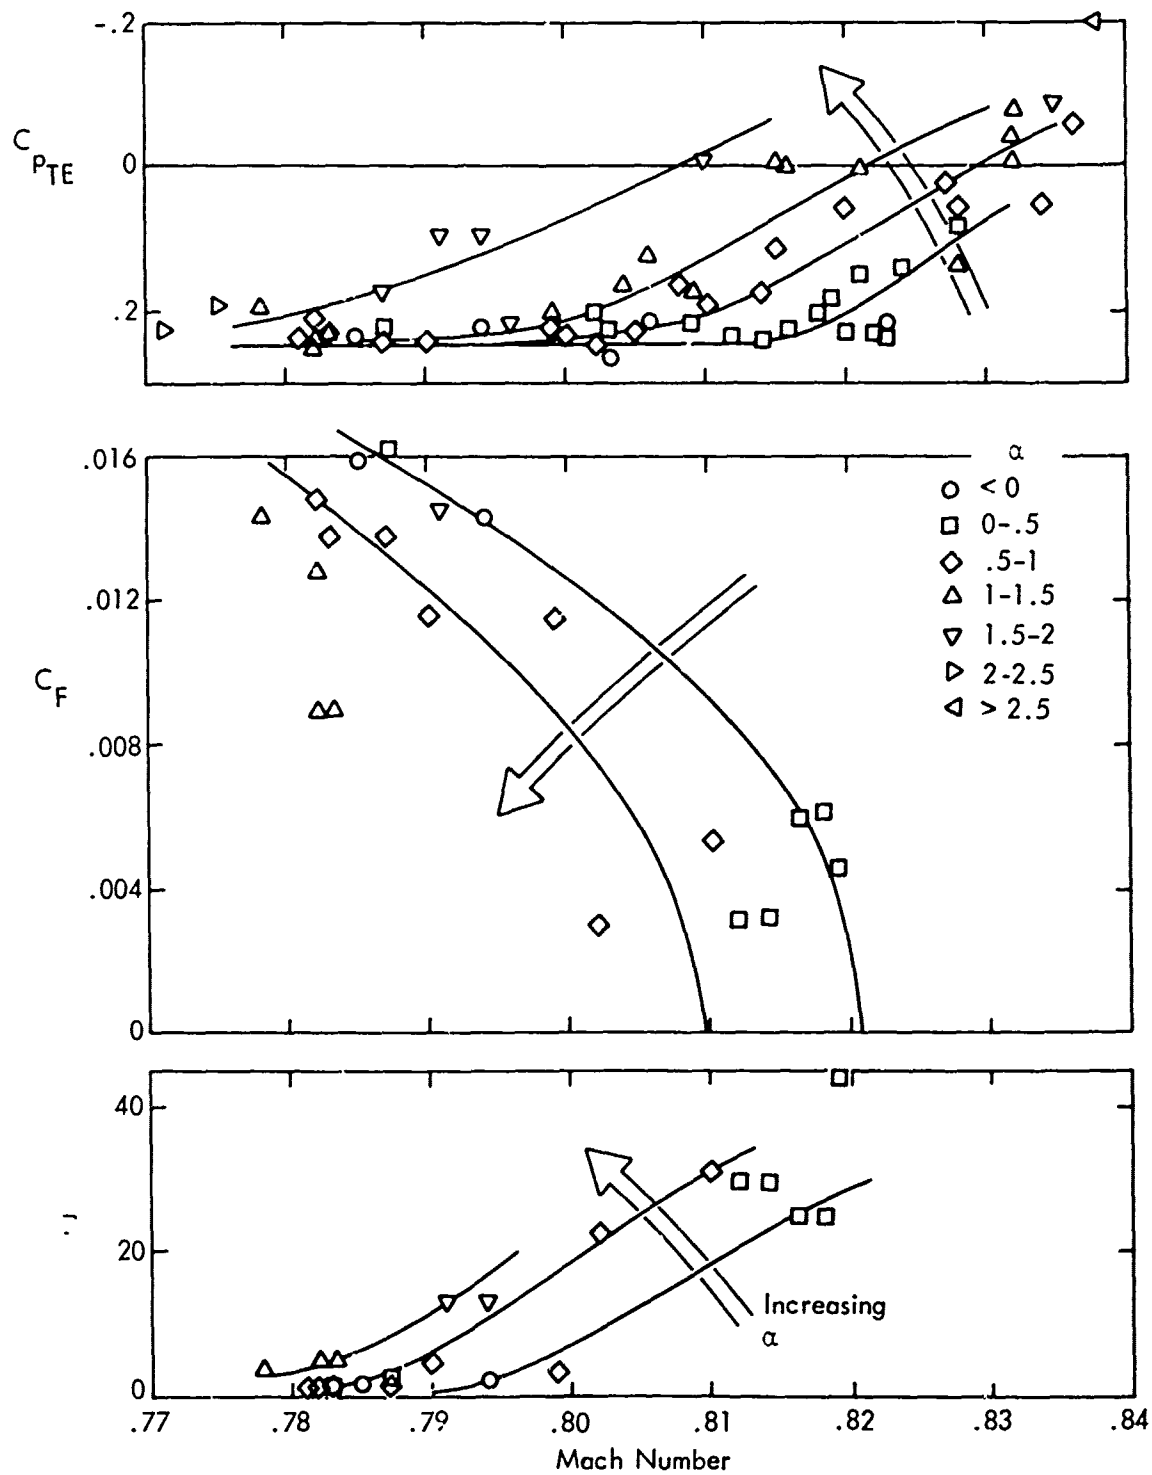 -.2
C
PTE
0
.2
.016
α
< 0
0-.5
.5-1
.012
1-1.5
1.5-2
CF
2-2.5
> 2.5
.008
.004
0
40
20
Increasing
α
0
.77 .78 .79 .80 .81 .82 .83 .84
Mach Number